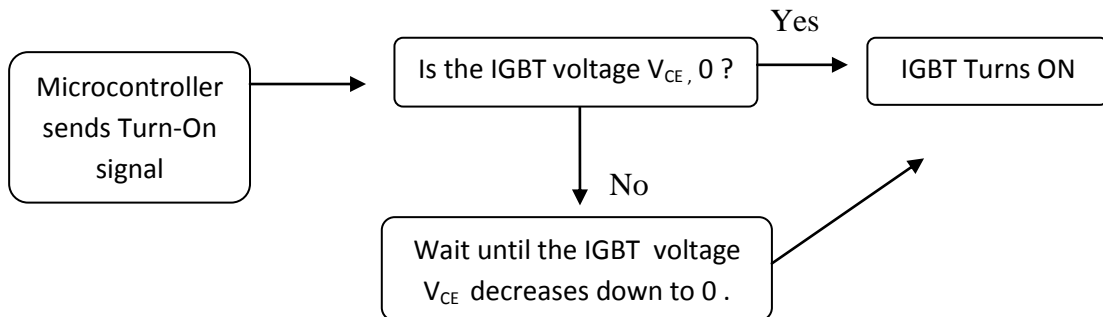 Microcontroller
sends Turn-On
signal
Is the IGBT voltage V_CE , 0 ?
Yes
IGBT Turns ON
No
Wait until the IGBT voltage
V_CE decreases down to 0 .